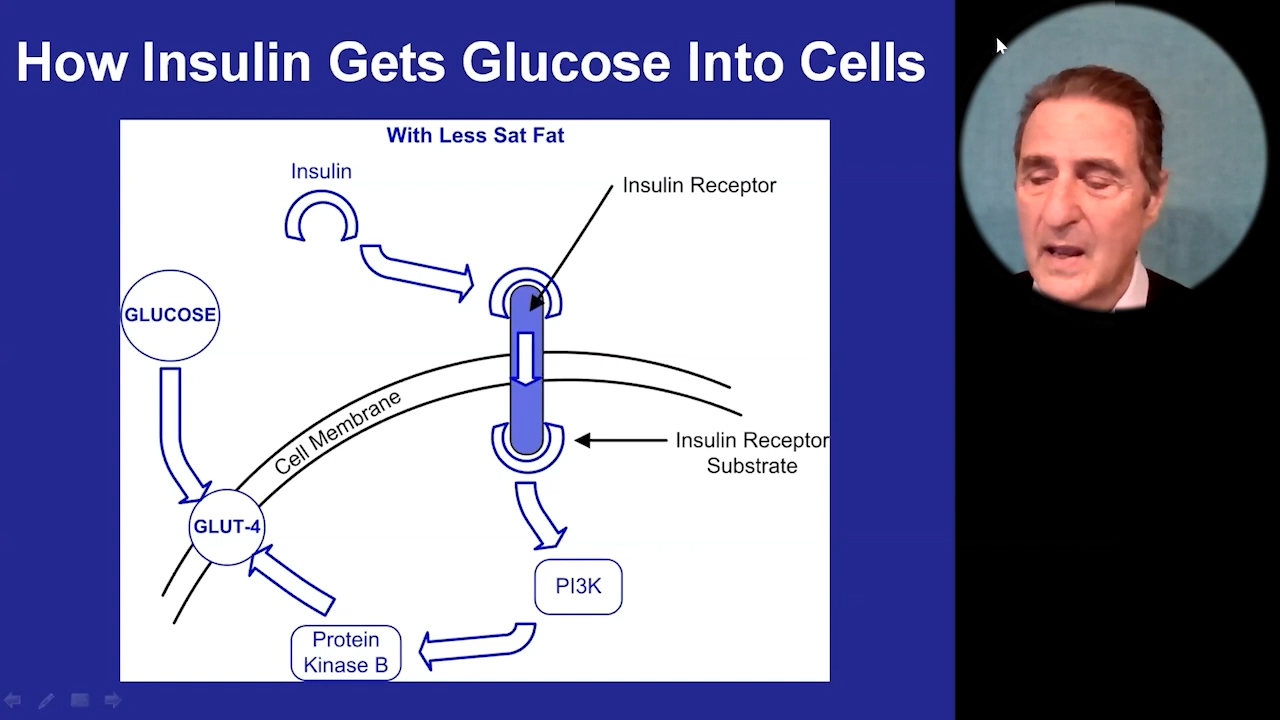 How Insulin Gets Glucose Into Cells
With Less Sat Fat
Insulin
Insulin Receptor
GLUCOSE
Cell Membrane
Insulin Receptor
Substrate
GLUT-4
PI3K
Protein
Kinase B